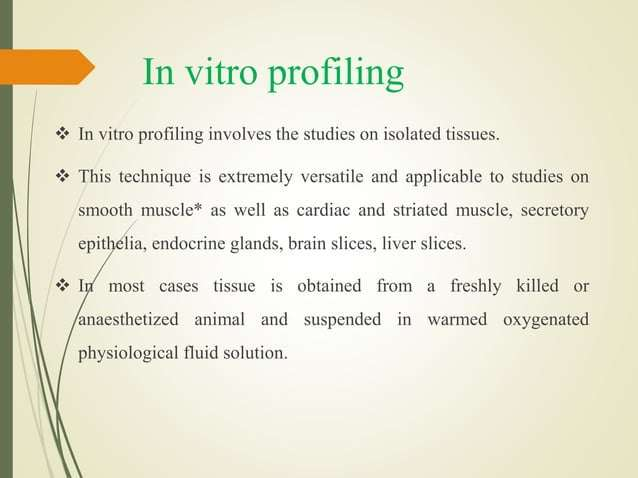 In vitro profiling
❖ In vitro profiling involves the studies on isolated tissues.
❖ This technique is extremely versatile and applicable to studies on
smooth muscle* as well as cardiac and striated muscle, secretory
epithelia, endocrine glands, brain slices, liver slices.
❖ In most cases tissue is obtained from a freshly killed or
anaesthetized animal and suspended in warmed oxygenated
physiological fluid solution.